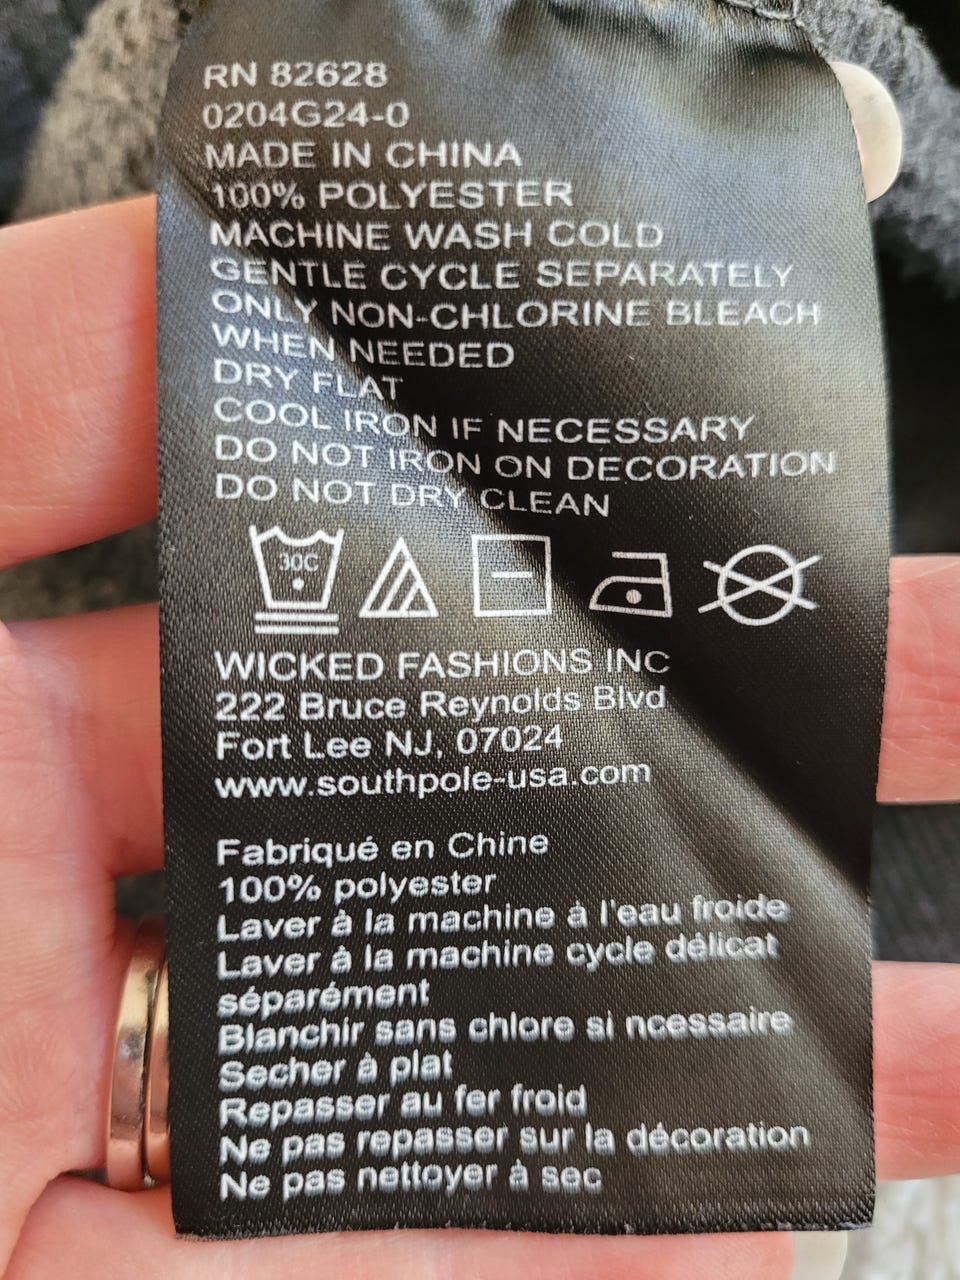 RN 82628
0204G24-0
MADE IN CHINA
100% POLYESTER
MACHINE WASH COLD
GENTLE CYCLE SEPARATELY
ONLY NON-CHLORINE BLEACH
WHEN NEEDED
DRY FLAT
COOL IRON IF NECESSARY
DO NOT IRON ON DECORATION
DO NOT DRY CLEAN
30C
WICKED FASHIONS INC
222 Bruce Reynolds Blvd
Fort Lee NJ, 07024
www.southpole-usa.com
Fabriqué en Chine
100% polyester
Laver à la machine à l'eau froide
Laver à la machine cycle délicat
séparément
Blanchir sans chlore si ncessaire
Secher à plat
Repasser au fer froid
Ne pas repasser sur la décoration
Ne pas nettoyer à sec